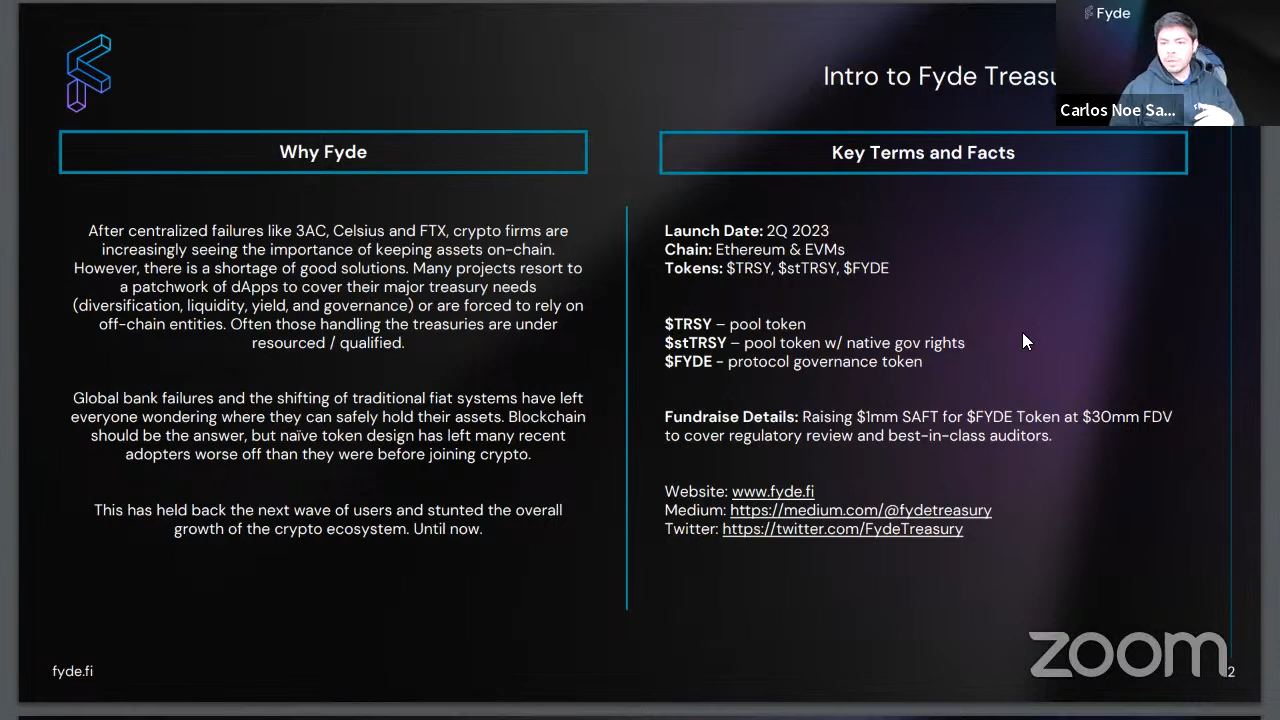 Fyde
Intro to Fyde
Carlos Noe Sa...
Why Fyde
After centralized failures like 3AC, Celsius and FTX, crypto firms are
increasingly seeing the importance of keeping assets on-chain.
However, there is a shortage of good solutions. Many projects resort to
a patchwork of dApps to cover their major treasury needs
(diversification, liquidity, yield, and governance) or are forced to rely on
off-chain entities. Often those handling the treasuries are under
resourced / qualified.
Global bank failures and the shifting of traditional fiat systems have left
everyone wondering where they can safely hold their assets. Blockchain
should be the answer, but naïve token design has left many recent
adopters worse off than they were before joining crypto.
This has held back the next wave of users and stunted the overall
growth of the crypto ecosystem. Until now.
Key Terms and Facts
Launch Date: 2Q 2023
Chain: Ethereum & EVMs
Tokens: $TRSY, $stTRSY, $FYDE
$TRSY – pool token
$stTRSY – pool token w/ native gov rights
$FYDE - protocol governance token
Fundraise Details: Raising $1mm SAFT for $FYDE Token at $30mm FDV
to cover regulatory review and best-in-class auditors.
Website: www.fyde.fi
Medium: https://medium.com/@fydetreasury
Twitter: https://twitter.com/FydeTreasury
fyde.fi
zoom
2